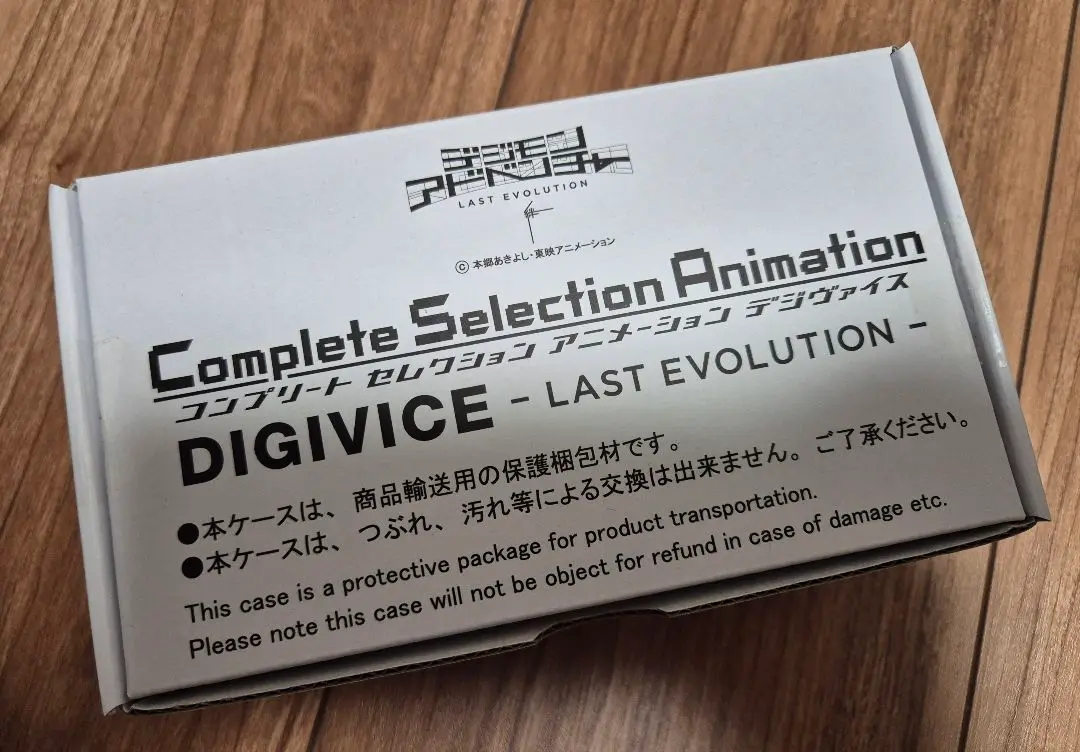 デジモン
アドベンチャー
LAST EVOLUTION
絆
Ⓒ 本郷あきよし・東映アニメーション
Complete Selection Animation
コンプリート セレクション アニメーション デジヴァイス
DIGIVICE - LAST EVOLUTION -
●本ケースは、商品輸送用の保護梱包材です。
●本ケースは、つぶれ、汚れ等による交換は出来ません。ご了承ください。
This case is a protective package for product transportation.
Please note this case will not be object for refund in case of damage etc.